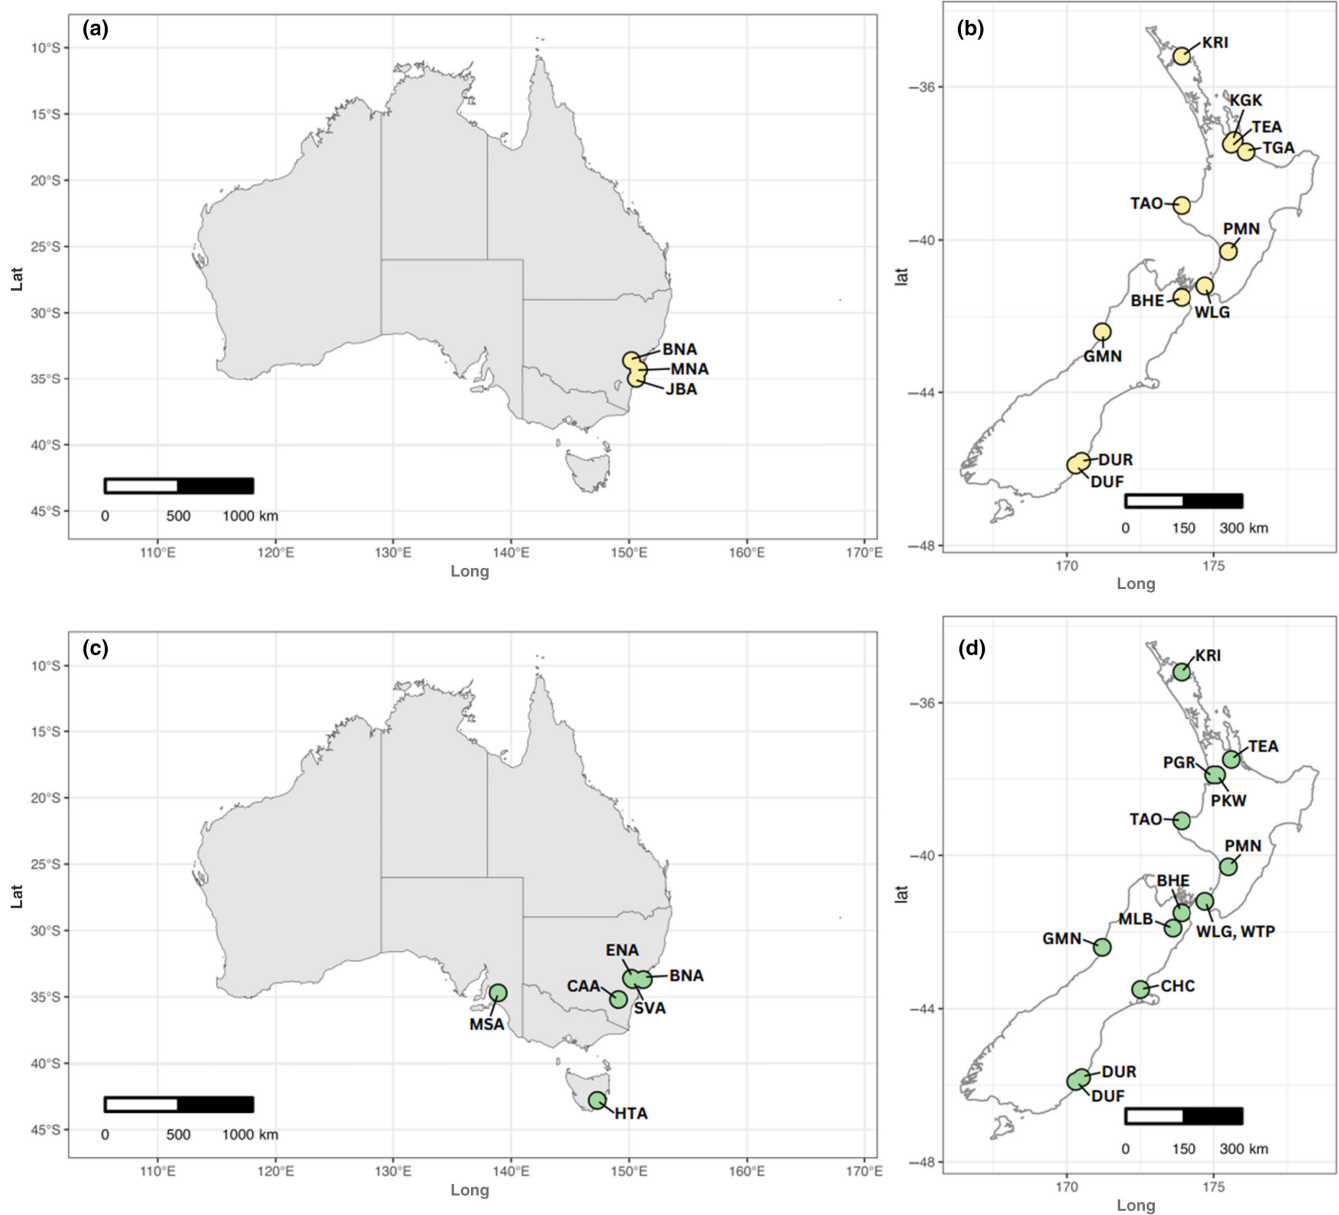 (a)
10°S
15°S
20°S
25°S
30°S
35°S
40°S
45°S
Lat
BNA
MNA
JBA
0 500 1000 km
110°E 120°E 130°E 140°E 150°E 160°E 170°E
Long
(b)
−36
−40
−44
−48
lat
KRI
KGK
TEA
TGA
TAO
PMN
BHE
WLG
GMN
DUR
DUF
0 150 300 km
170 175
Long
(c)
10°S
15°S
20°S
25°S
30°S
35°S
40°S
45°S
Lat
ENA
BNA
CAA
SVA
MSA
HTA
0 500 1000 km
110°E 120°E 130°E 140°E 150°E 160°E 170°E
Long
(d)
−36
−40
−44
−48
lat
KRI
TEA
PGR
PKW
TAO
PMN
BHE
MLB
WLG, WTP
GMN
CHC
DUR
DUF
0 150 300 km
170 175
Long